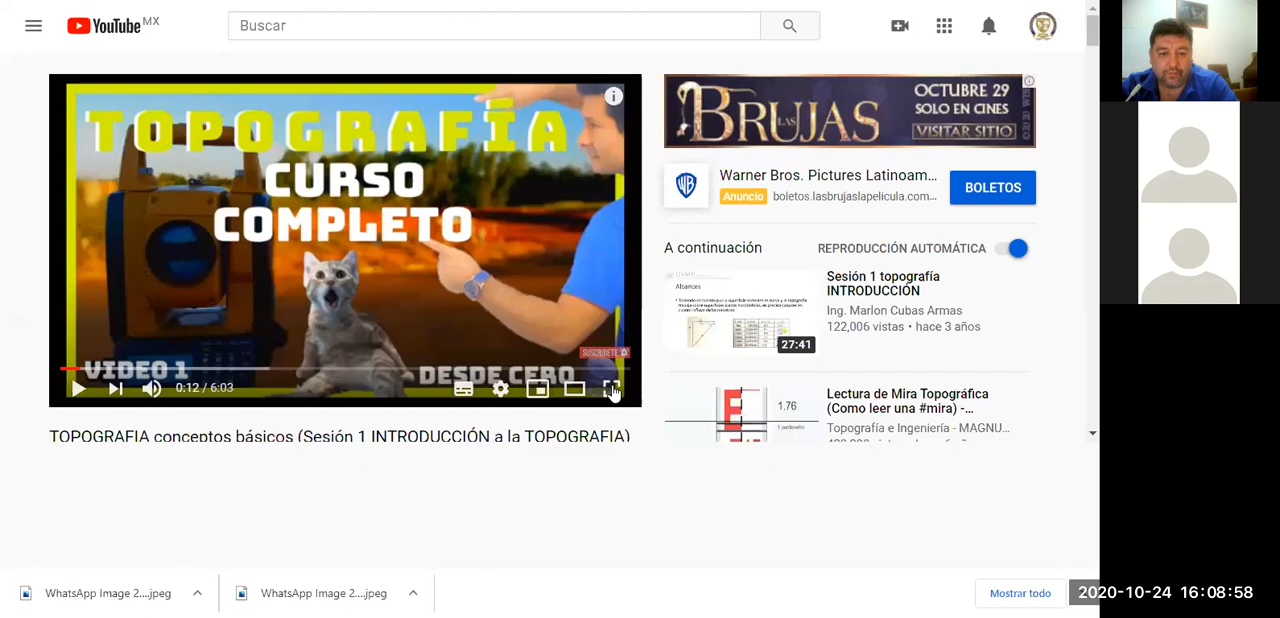 YouTube MX
Buscar
TOPOGRAFÍA
CURSO
COMPLETO
VIDEO 1
DESDE CERO
SUSCRIBETE
0:12 / 6:03
TOPOGRAFIA conceptos básicos (Sesión 1 INTRODUCCIÓN a la TOPOGRAFIA)
LAS BRUJAS
OCTUBRE 29
SOLO EN CINES
VISITAR SITIO
Warner Bros. Pictures Latinoam...
Anuncio boletos.lasbrujaslapelicula.com...
BOLETOS
A continuación
REPRODUCCIÓN AUTOMÁTICA
Alcances
27:41
Sesión 1 topografía
INTRODUCCIÓN
Ing. Marlon Cubas Armas
122,006 vistas • hace 3 años
1.76
Lectura de Mira Topográfica
(Como leer una #mira) -...
Topografía e Ingeniería - MAGNU...
WhatsApp Image 2....jpeg
WhatsApp Image 2....jpeg
Mostrar todo
2020-10-24 16:08:58